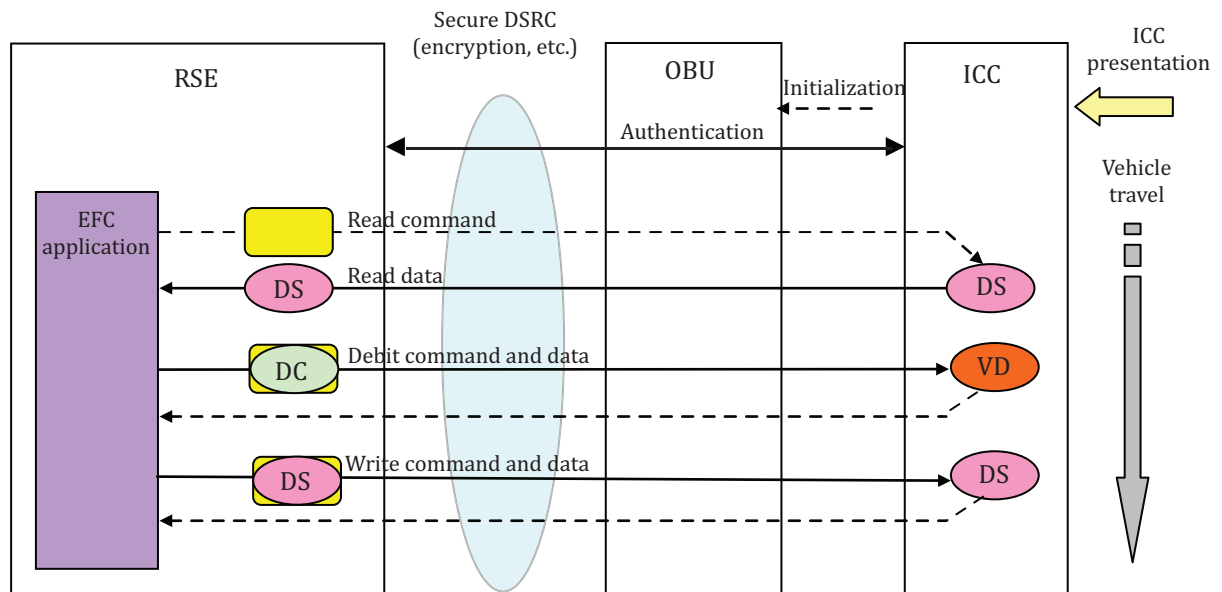 Secure DSRC
(encryption, etc.)
RSE
OBU
ICC
ICC
presentation
Initialization
Authentication
Vehicle
travel
EFC
application
Read command
Read data
DS
DS
Debit command and data
DC
VD
Write command and data
DS
DS